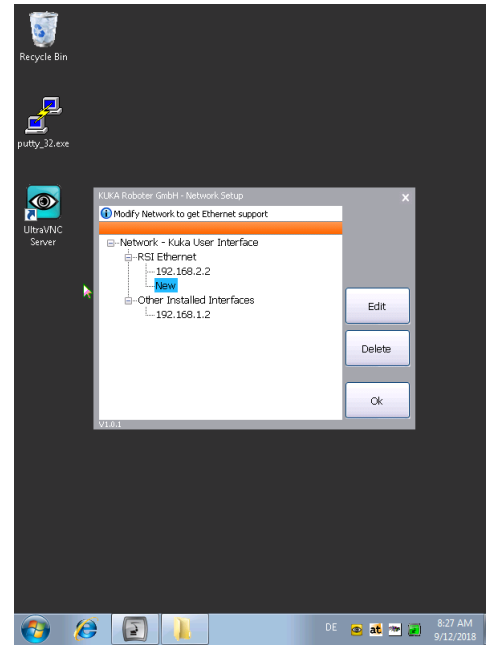 Recycle Bin
putty_32.exe
UltraVNC
Server
KUKA Roboter GmbH - Network Setup
x
Modify Network to get Ethernet support
Network - Kuka User Interface
RSI Ethernet
192.168.2.2
New
Other Installed Interfaces
192.168.1.2
Edit
Delete
Ok
V1.0.1
DE
at
8:27 AM
9/12/2018